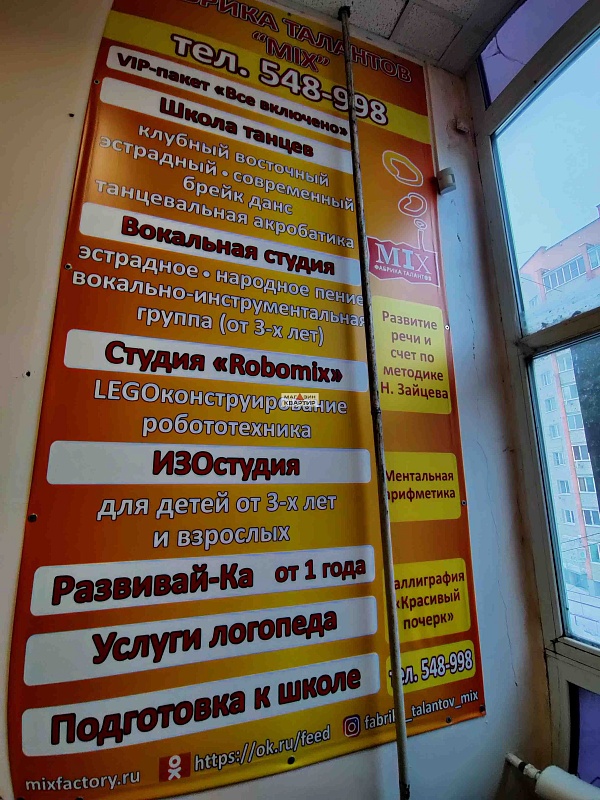 ФАБРИКА ТАЛАНТОВ
"MIX"
тел. 548-998
VIP-пакет «Все включено»
Школа танцев
клубный восточный
эстрадный • современный
брейк данс
танцевальная акробатика
Вокальная студия
эстрадное • народное пение
вокально-инструментальная
группа (от 3-х лет)
Студия «Robomix»
LEGOконструирование
робототехника
ИЗОстудия
для детей от 3-х лет
и взрослых
Развивай-Ка от 1 года
Услуги логопеда
Подготовка к школе
mixfactory.ru
https://ok.ru/feed
fabrika_talantov_mix
MIX
ФАБРИКА ТАЛАНТОВ
Развитие
речи и
счет по
методике
Н. Зайцева
Ментальная
арифметика
каллиграфия
«Красивый
почерк»
тел. 548-998
МАГАЗИН
КВАРТИР